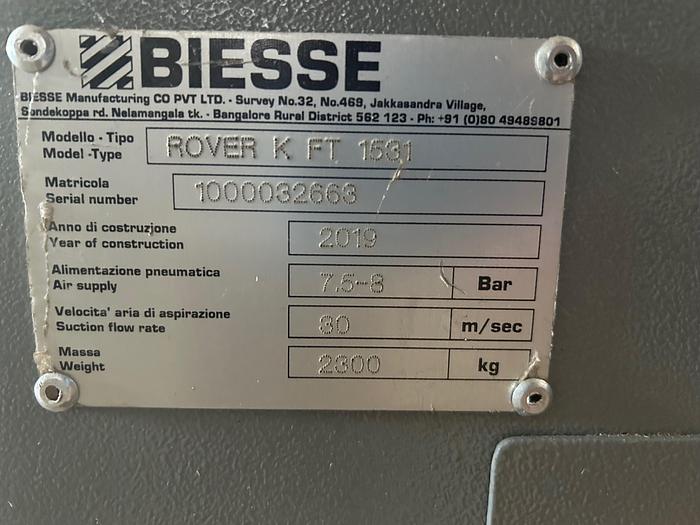 BIESSE
BIESSE Manufacturing CO PVT LTD. - Survey No.32, No.469, Jakkasandra Village,
Sondekoppa rd. Nelamangala tk. - Bangalore Rural District 562 123 - Ph: +91 (0)80 49489801
Modello - Tipo
Model -Type
ROVER K FT 1531
Matricola
Serial number
1000032663
Anno di costruzione
Year of construction
2019
Alimentazione pneumatica
Air supply
7.5-8
Bar
Velocita' aria di aspirazione
Suction flow rate
30
m/sec
Massa
Weight
2300
kg